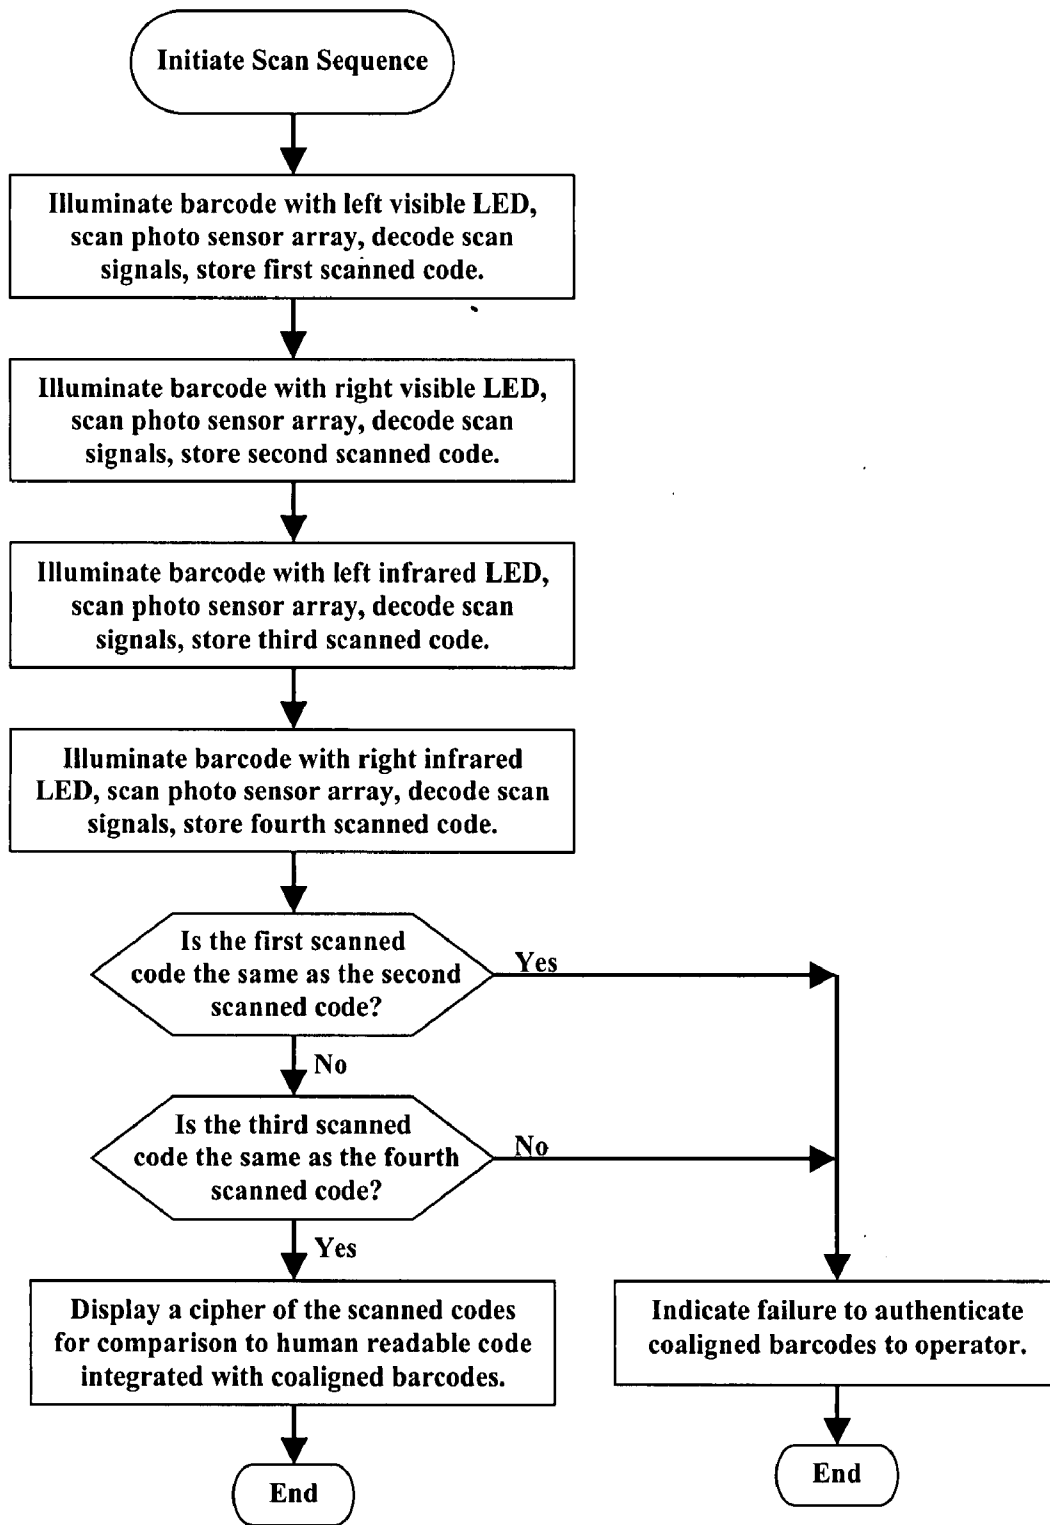 Initiate Scan Sequence
Illuminate barcode with left visible LED,
scan photo sensor array, decode scan
signals, store first scanned code.
Illuminate barcode with right visible LED,
scan photo sensor array, decode scan
signals, store second scanned code.
Illuminate barcode with left infrared LED,
scan photo sensor array, decode scan
signals, store third scanned code.
Illuminate barcode with right infrared
LED, scan photo sensor array, decode scan
signals, store fourth scanned code.
Is the first scanned
code the same as the second
scanned code?
Yes
No
Is the third scanned
code the same as the fourth
scanned code?
No
Yes
Display a cipher of the scanned codes
for comparison to human readable code
integrated with coaligned barcodes.
End
Indicate failure to authenticate
coaligned barcodes to operator.
End